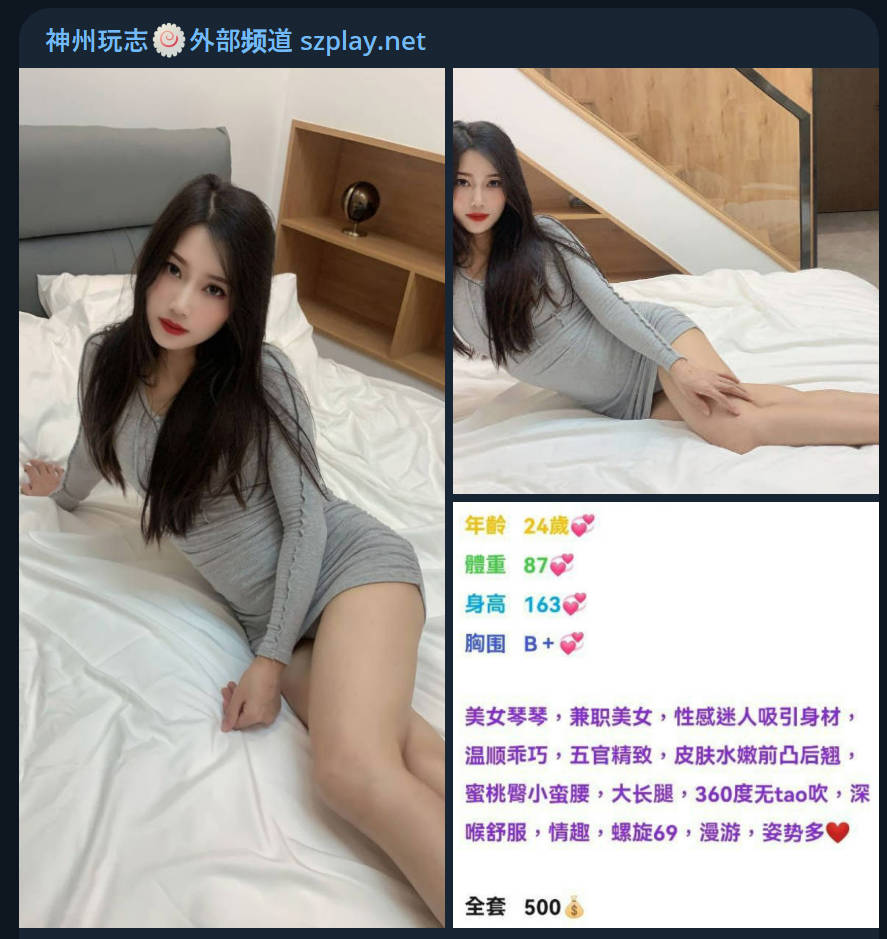 神州玩志🍥外部频道 szplay.net
年齡 24歲💞
體重 87💞
身高 163💞
胸围 B+💞
美女琴琴，兼职美女，性感迷人吸引身材，
温顺乖巧，五官精致，皮肤水嫩前凸后翘，
蜜桃臀小蛮腰，大长腿，360度无tao吹，深
喉舒服，情趣，螺旋69，漫游，姿势多❤️
全套 500💰